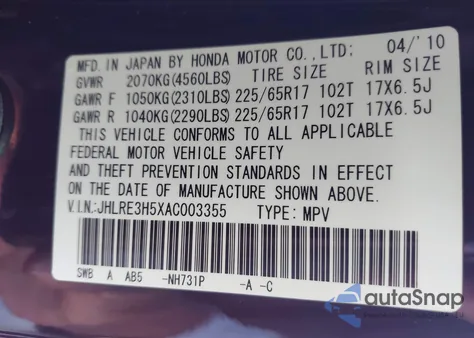 MFD. IN JAPAN BY HONDA MOTOR CO., LTD: 04/'10
GVWR 2070KG(4560LBS) TIRE SIZE RIM SIZE
GAWR F 1050KG(2310LBS) 225/65R17 102T 17X6.5J
GAWR R 1040KG(2290LBS) 225/65R17 102T 17X6.5J
THIS VEHICLE CONFORMS TO ALL APPLICABLE
FEDERAL MOTOR VEHICLE SAFETY
AND THEFT PREVENTION STANDARDS IN EFFECT
ON THE DATE OF MANUFACTURE SHOWN ABOVE.
V.I.N.:JHLRE3H5XAC003355 TYPE: MPV
SWB A AB5 -NH731P -A -C
autaSnap